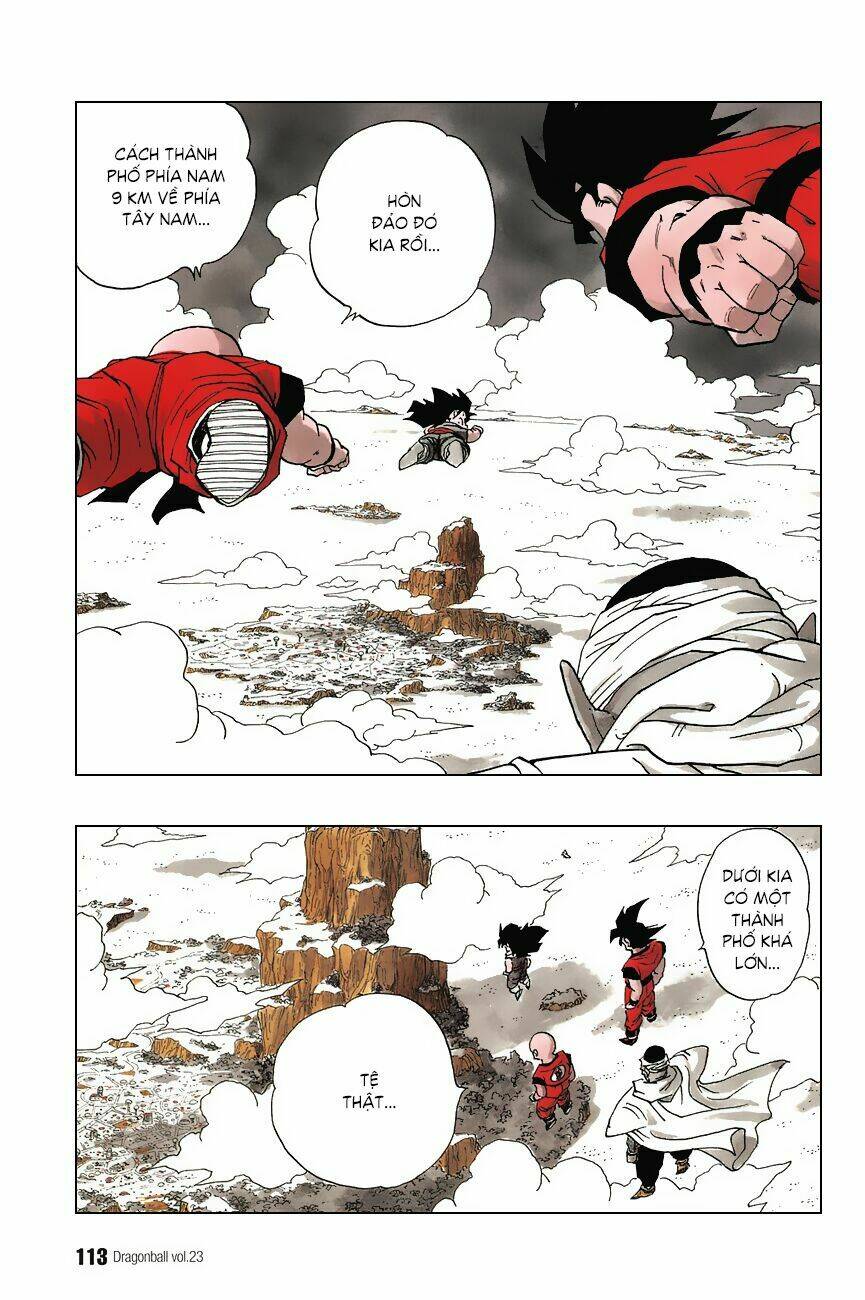 CÁCH THÀNH
PHỐ PHÍA NAM
9 KM VỀ PHÍA
TÂY NAM...
HÒN
ĐẢO ĐÓ
KIA RỒI...
DƯỚI KIA
CÓ MỘT
THÀNH
PHỐ KHÁ
LỚN...
TỆ
THẬT...
113 Dragonball vol.23